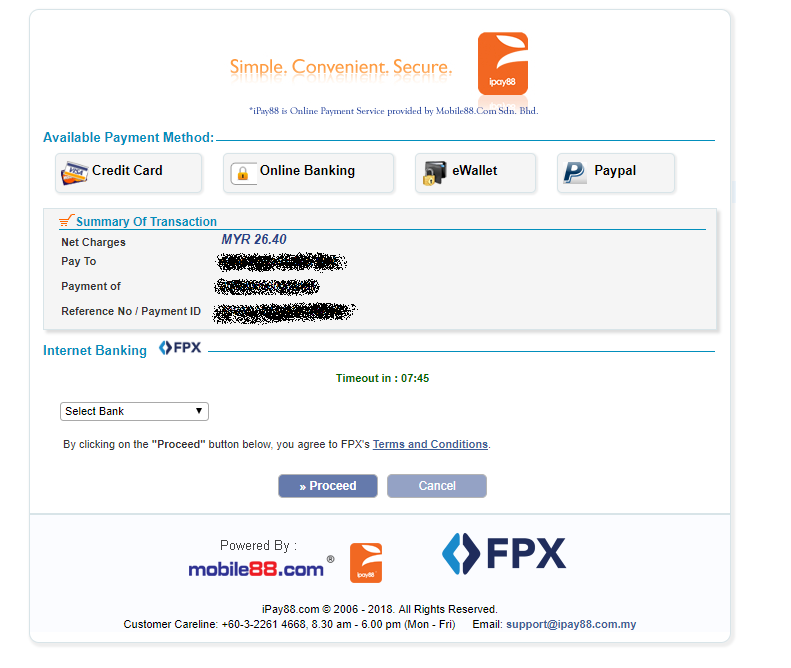 Simple. Convenient. Secure.
ipay88
*iPay88 is Online Payment Service provided by Mobile88.Com Sdn. Bhd.
Available Payment Method:
VISA Credit Card Online Banking eWallet Paypal
Summary Of Transaction
Net Charges MYR 26.40
Pay To
Payment of
Reference No / Payment ID
Internet Banking FPX
Timeout in : 07:45
Select Bank ▼
By clicking on the "Proceed" button below, you agree to FPX's Terms and Conditions.
» Proceed Cancel
Powered By :
mobile88.com ® ipay88 FPX
iPay88.com © 2006 - 2018. All Rights Reserved.
Customer Careline: +60-3-2261 4668, 8.30 am - 6.00 pm (Mon - Fri) Email: support@ipay88.com.my